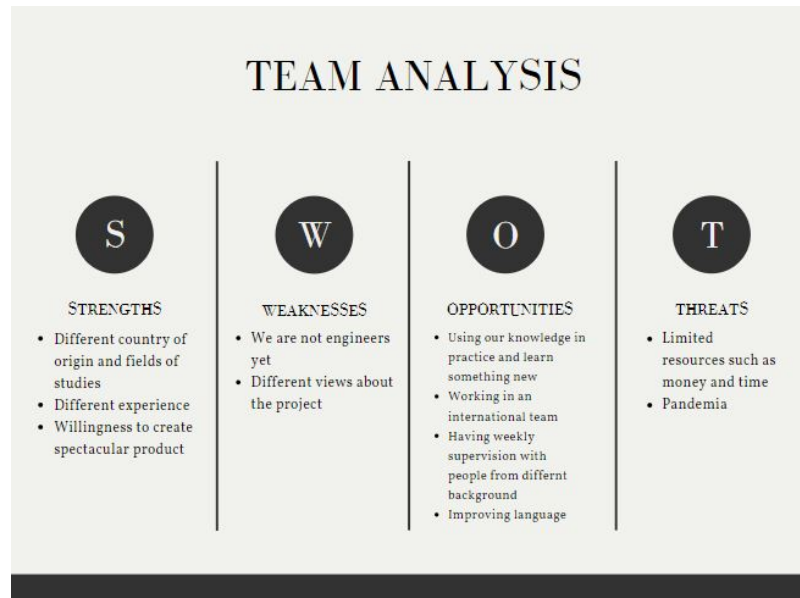 TEAM ANALYSIS
S
STRENGTHS
• Different country of
origin and fields of
studies
• Different experience
• Willingness to create
spectacular product
W
WEAKNESSES
• We are not engineers
yet
• Different views about
the project
O
OPPORTUNITIES
• Using our knowledge in
practice and learn
something new
• Working in an
international team
• Having weekly
supervision with
people from differnt
background
• Improving language
T
THREATS
• Limited
resources such as
money and time
• Pandemia